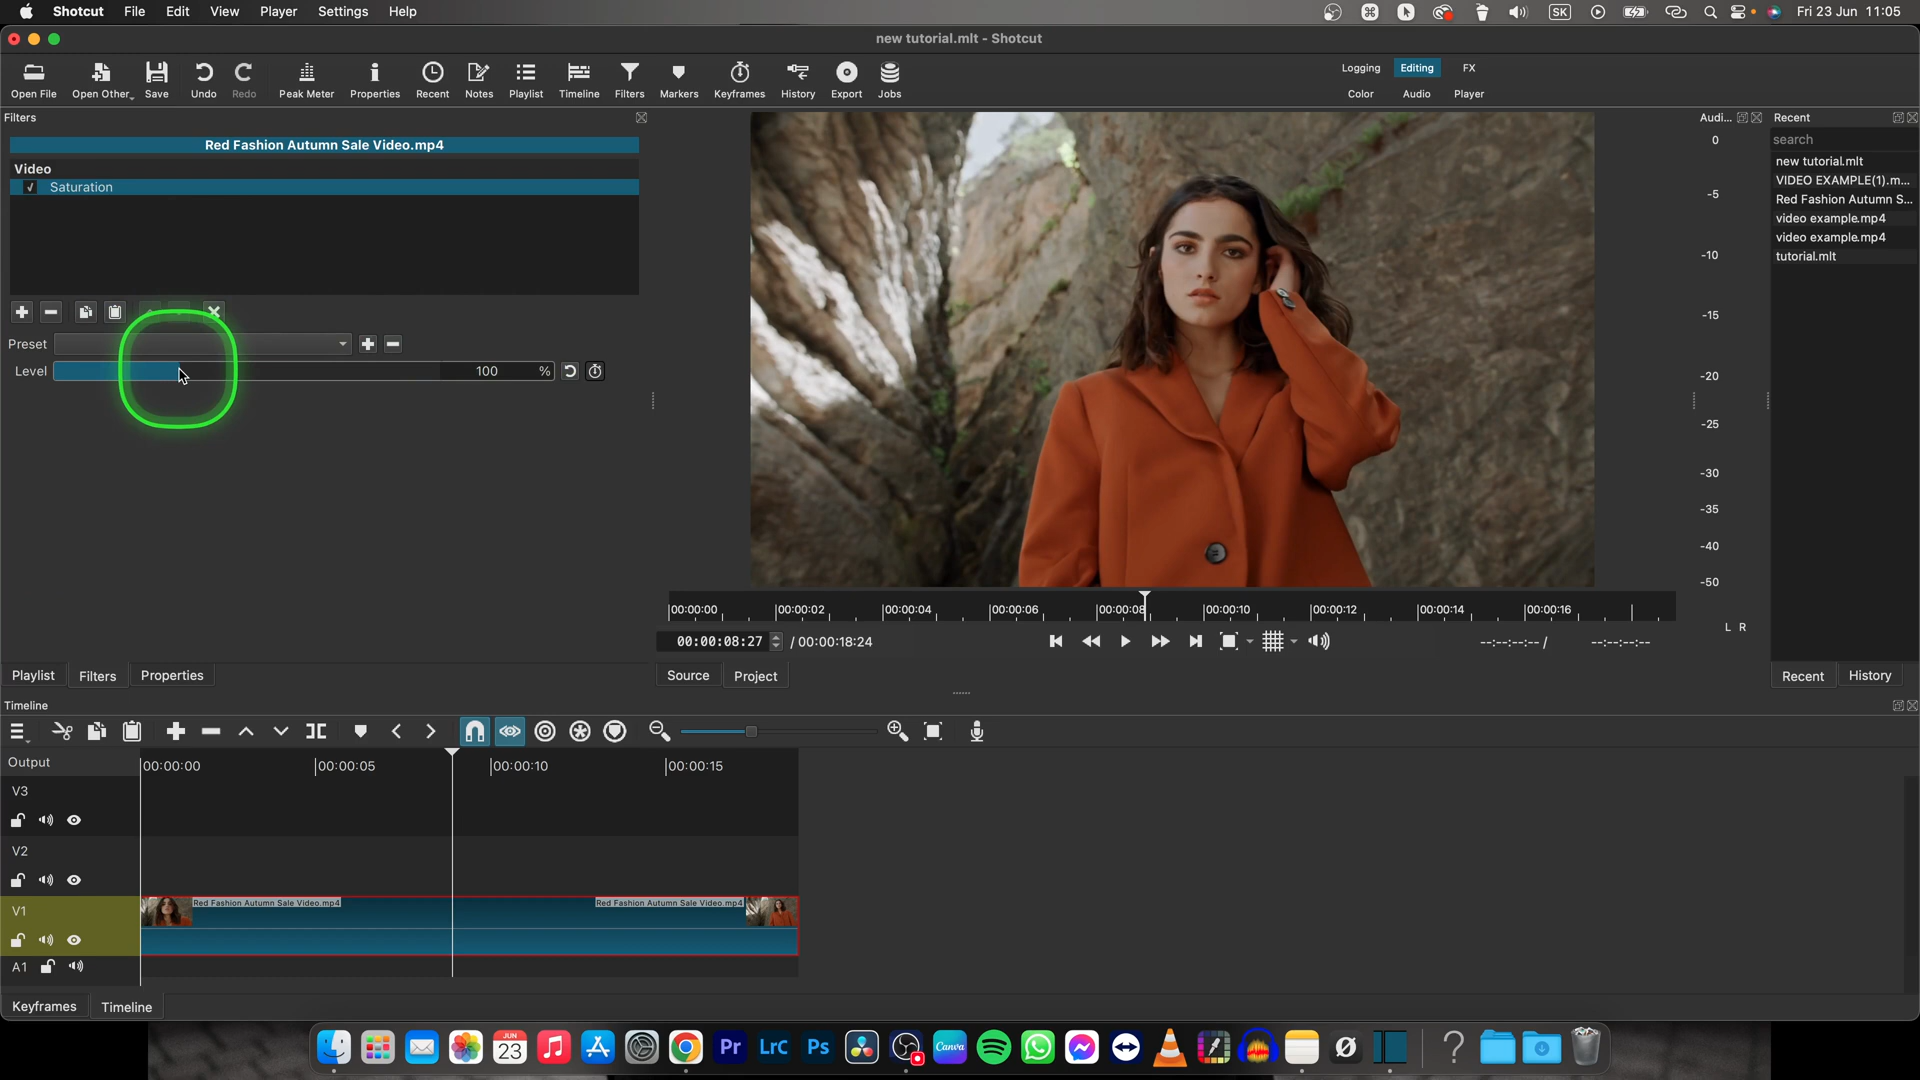 Shotcut File Edit View Player Settings Help
SK Fri 23 Jun 11:05
new tutorial.mlt - Shotcut
Open File Open Other... Save Undo Redo Peak Meter Properties Recent Notes Playlist Timeline Filters Markers Keyframes History Export Jobs
Logging Editing FX
Color Audio Player
Filters
Red Fashion Autumn Sale Video.mp4
Video
Saturation
Preset
Level 100 %
Audi...
0
-5
-10
-15
-20
-25
-30
-35
-40
-45
-50
L R
Recent
search
new tutorial.mlt
VIDEO EXAMPLE(1).m...
Red Fashion Autumn S...
video example.mp4
video example.mp4
tutorial.mlt
00:00:00 00:00:02 00:00:04 00:00:06 00:00:08 00:00:10 00:00:12 00:00:14 00:00:16
00:00:08:27 / 00:00:18:24
--:--:--:-- / --:--:--:--
Playlist Filters Properties
Source Project
Recent History
Timeline
Output
00:00:00 00:00:05 00:00:10 00:00:15
V3
V2
V1
Red Fashion Autumn Sale Video.mp4 Red Fashion Autumn Sale Video.mp4
A1
Keyframes Timeline
JUN
23
Pr LrC Ps Canva